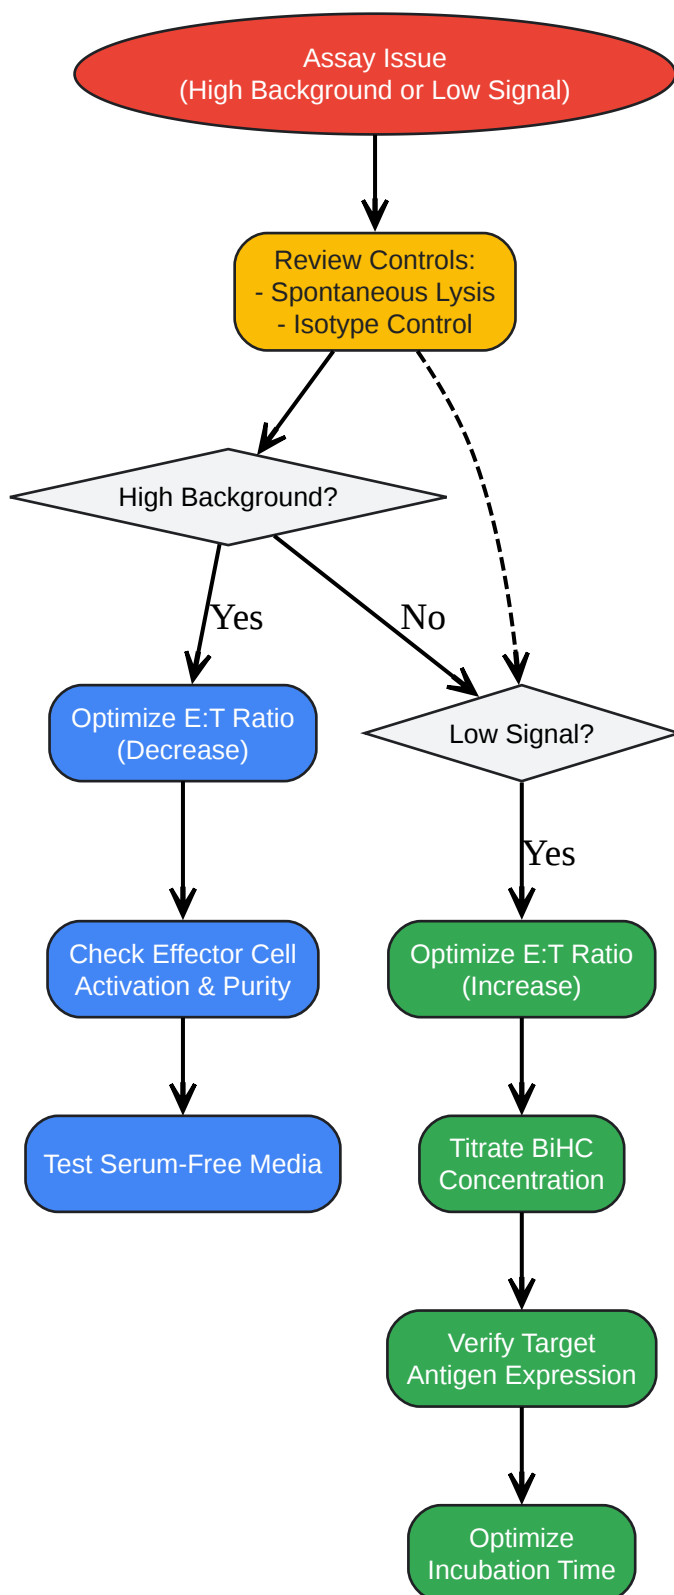 Assay Issue
(High Background or Low Signal)
Review Controls:
- Spontaneous Lysis
- Isotype Control
High Background?
Yes
No
Optimize E:T Ratio
(Decrease)
Low Signal?
Yes
Check Effector Cell
Activation & Purity
Optimize E:T Ratio
(Increase)
Test Serum-Free Media
Titrate BiHC
Concentration
Verify Target
Antigen Expression
Optimize
Incubation Time